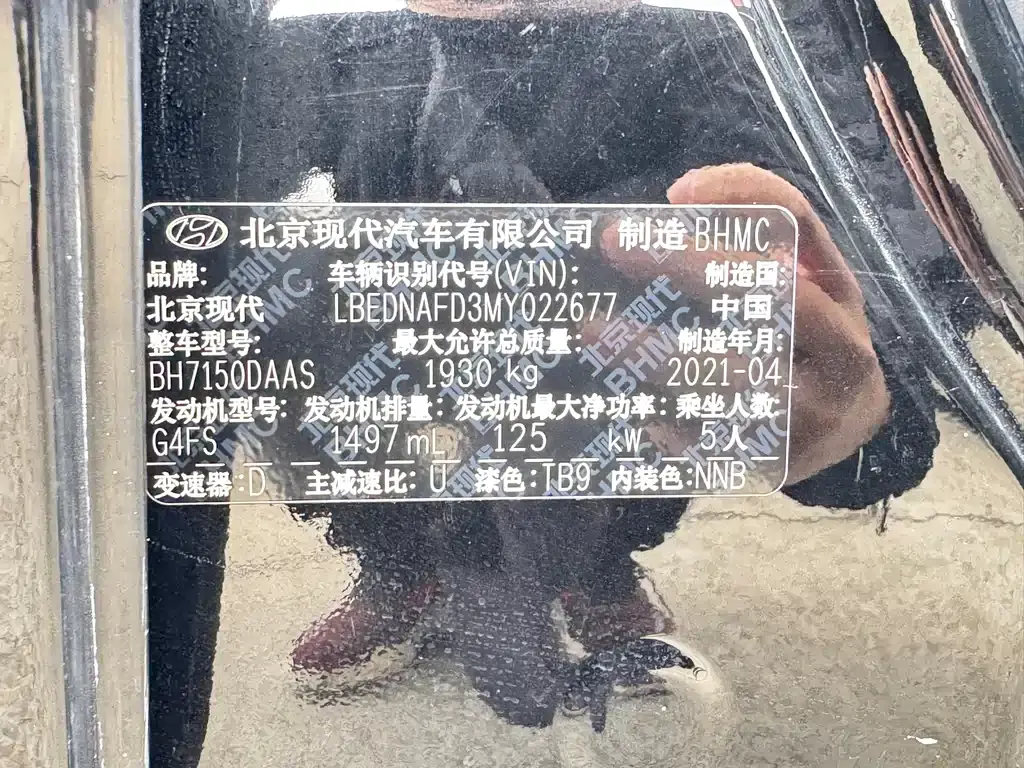 北京现代汽车有限公司 制造BHMC
品牌: 车辆识别代号(VIN): 制造国:
北京现代 LBEDNAFD3MY022677 中国
整车型号: 最大允许总质量: 制造年月:
BH7150DAAS 1930 kg 2021-04
发动机型号: 发动机排量: 发动机最大净功率: 乘坐人数:
G4FS 1497 mL 125 kW 5人
变速器:D 主减速比: U 漆色:TB9 内装色:NNB